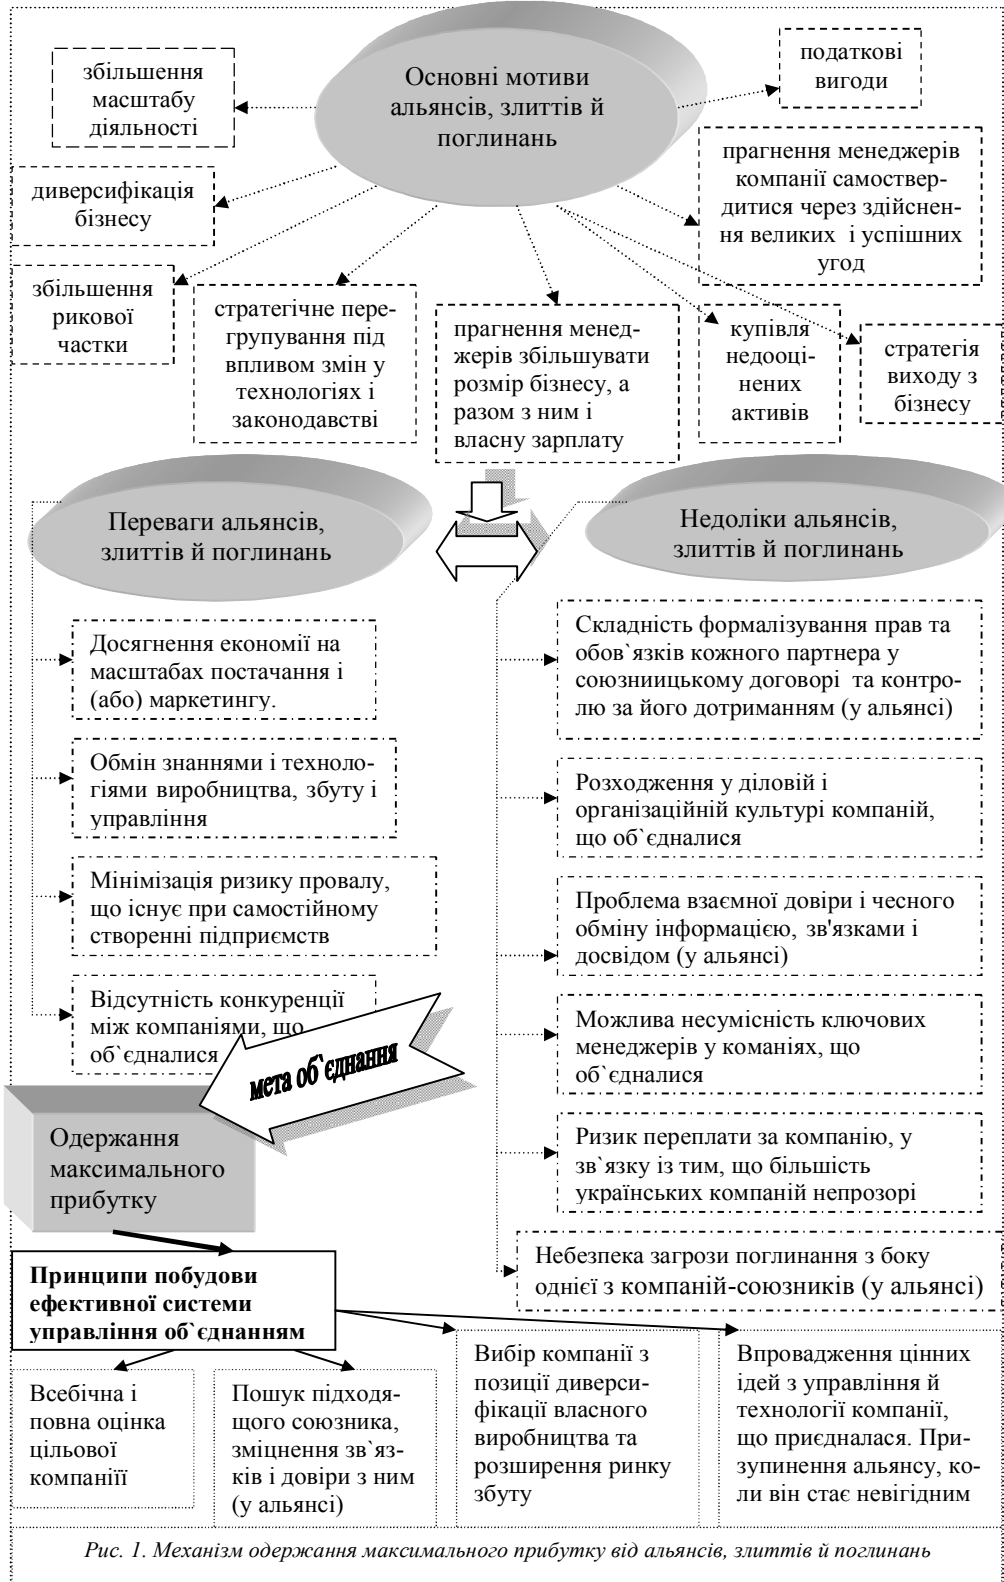 Основні мотиви
альянсів, злиттів й
поглинань
збільшення
масштабу
діяльності
податкові
вигоди
диверсифікація
бізнесу
прагнення менеджерів
компанії самоствер-
дитися через здійснен-
ня великих і успішних
угод
збільшення
рикової
частки
стратегічне пере-
групування під
впливом змін у
технологіях і
законодавстві
прагнення менед-
жерів збільшувати
розмір бізнесу, а
разом з ним і
власну зарплату
купівля
недооці-
нених
активів
стратегія
виходу з
бізнесу
Переваги альянсів,
злиттів й поглинань
Недоліки альянсів,
злиттів й поглинань
Досягнення економії на
масштабах постачання і
(або) маркетингу.
Обмін знаннями і техноло-
гіями виробництва, збуту і
управління
Мінімізація ризику провалу,
що існує при самостійному
створенні підприємств
Відсутність конкуренції
між компаніями, що
об`єдналися
Складність формалізування прав та
обов`язків кожного партнера у
союзниицькому договорі та контро-
лю за його дотриманням (у альянсі)
Розходження у діловій і
організаційній культурі компаній,
що об`єдналися
Проблема взаємної довіри і чесного
обміну інформацією, зв'язками і
досвідом (у альянсі)
Можлива несумісність ключових
менеджерів у команіях, що
об`єдналися
Ризик переплати за компанію, у
зв`язку із тим, що більшість
українських компаній непрозорі
Небезпека загрози поглинання з боку
однієї з компаній-союзників (у альянсі)
мета об`єднання
Одержання
максимального
прибутку
Принципи побудови
ефективної системи
управління об`єднанням
Всебічна і
повна оцінка
цільової
компаніїї
Пошук підходя-
щого союзника,
зміцнення зв`яз-
ків і довіри з ним
(у альянсі)
Вибір компанії з
позиції диверси-
фікації власного
виробництва та
розширення ринку
збуту
Впровадження цінних
ідей з управління й
технології компанії,
що приєдналася. При-
зупинення альянсу, ко-
ли він стає невігідним
Рис. 1. Механізм одержання максимального прибутку від альянсів, злиттів й поглинань